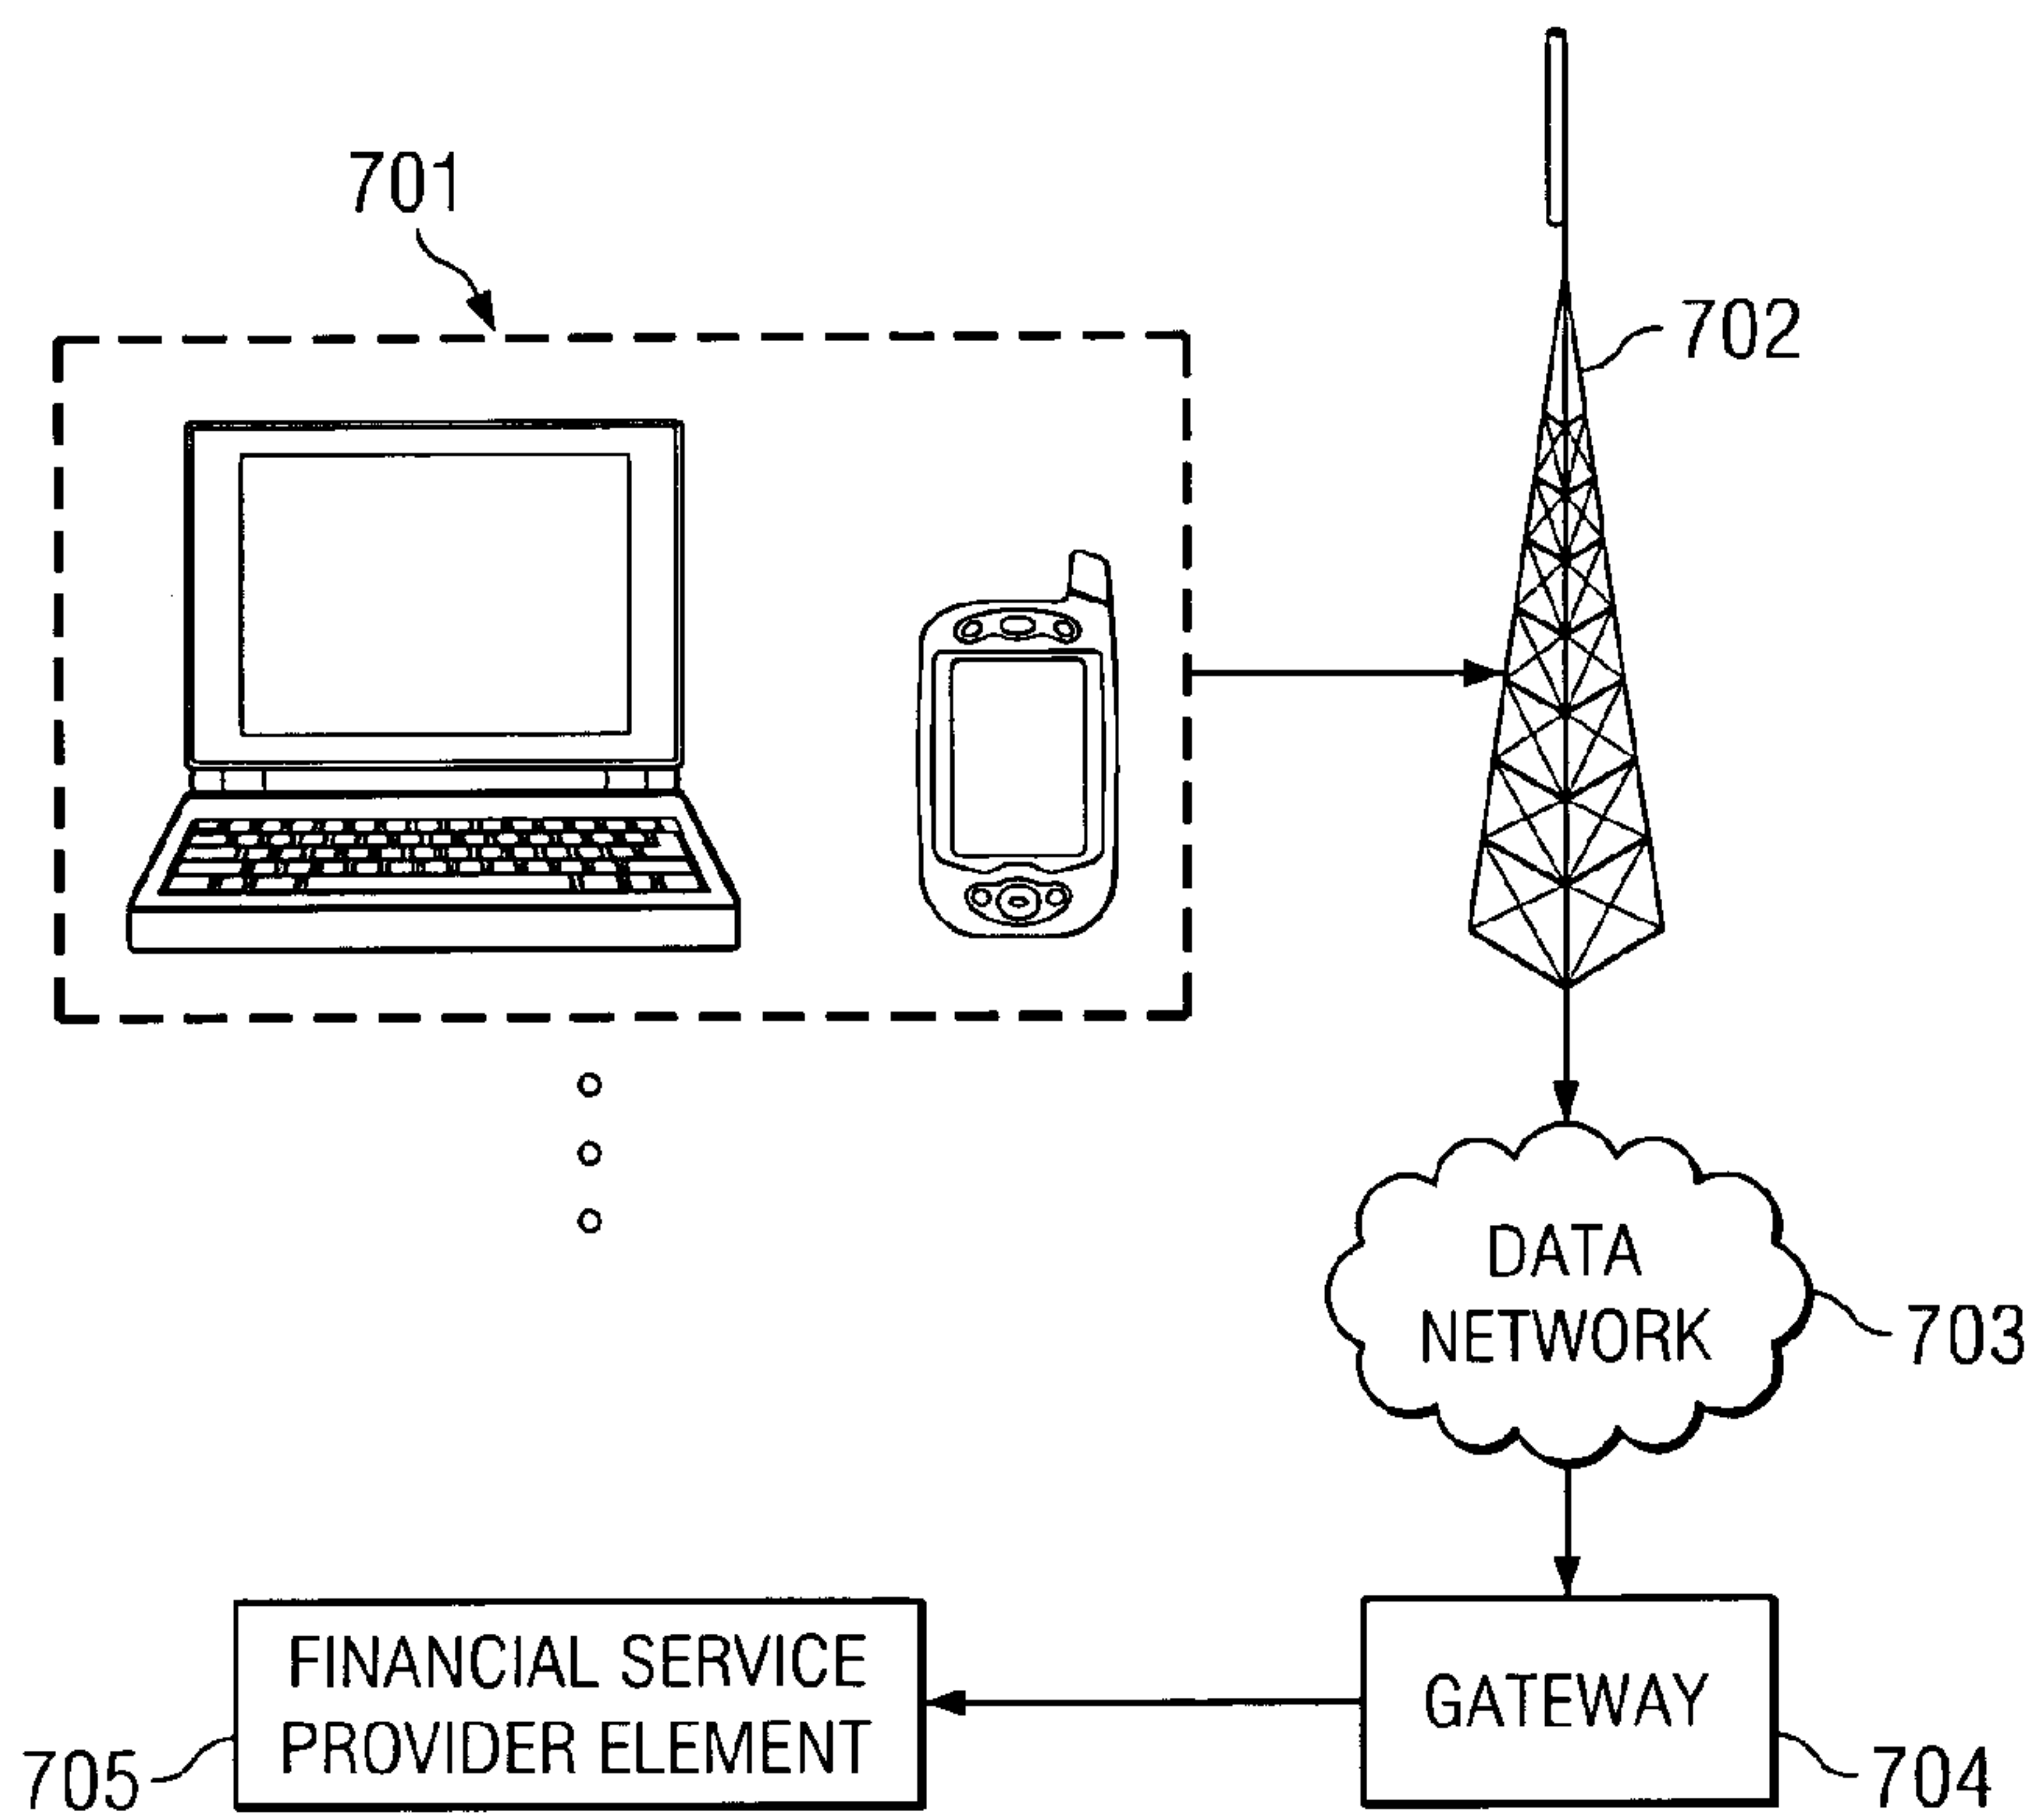 701
702
DATA
NETWORK
703
FINANCIAL SERVICE
PROVIDER ELEMENT
705
GATEWAY
704